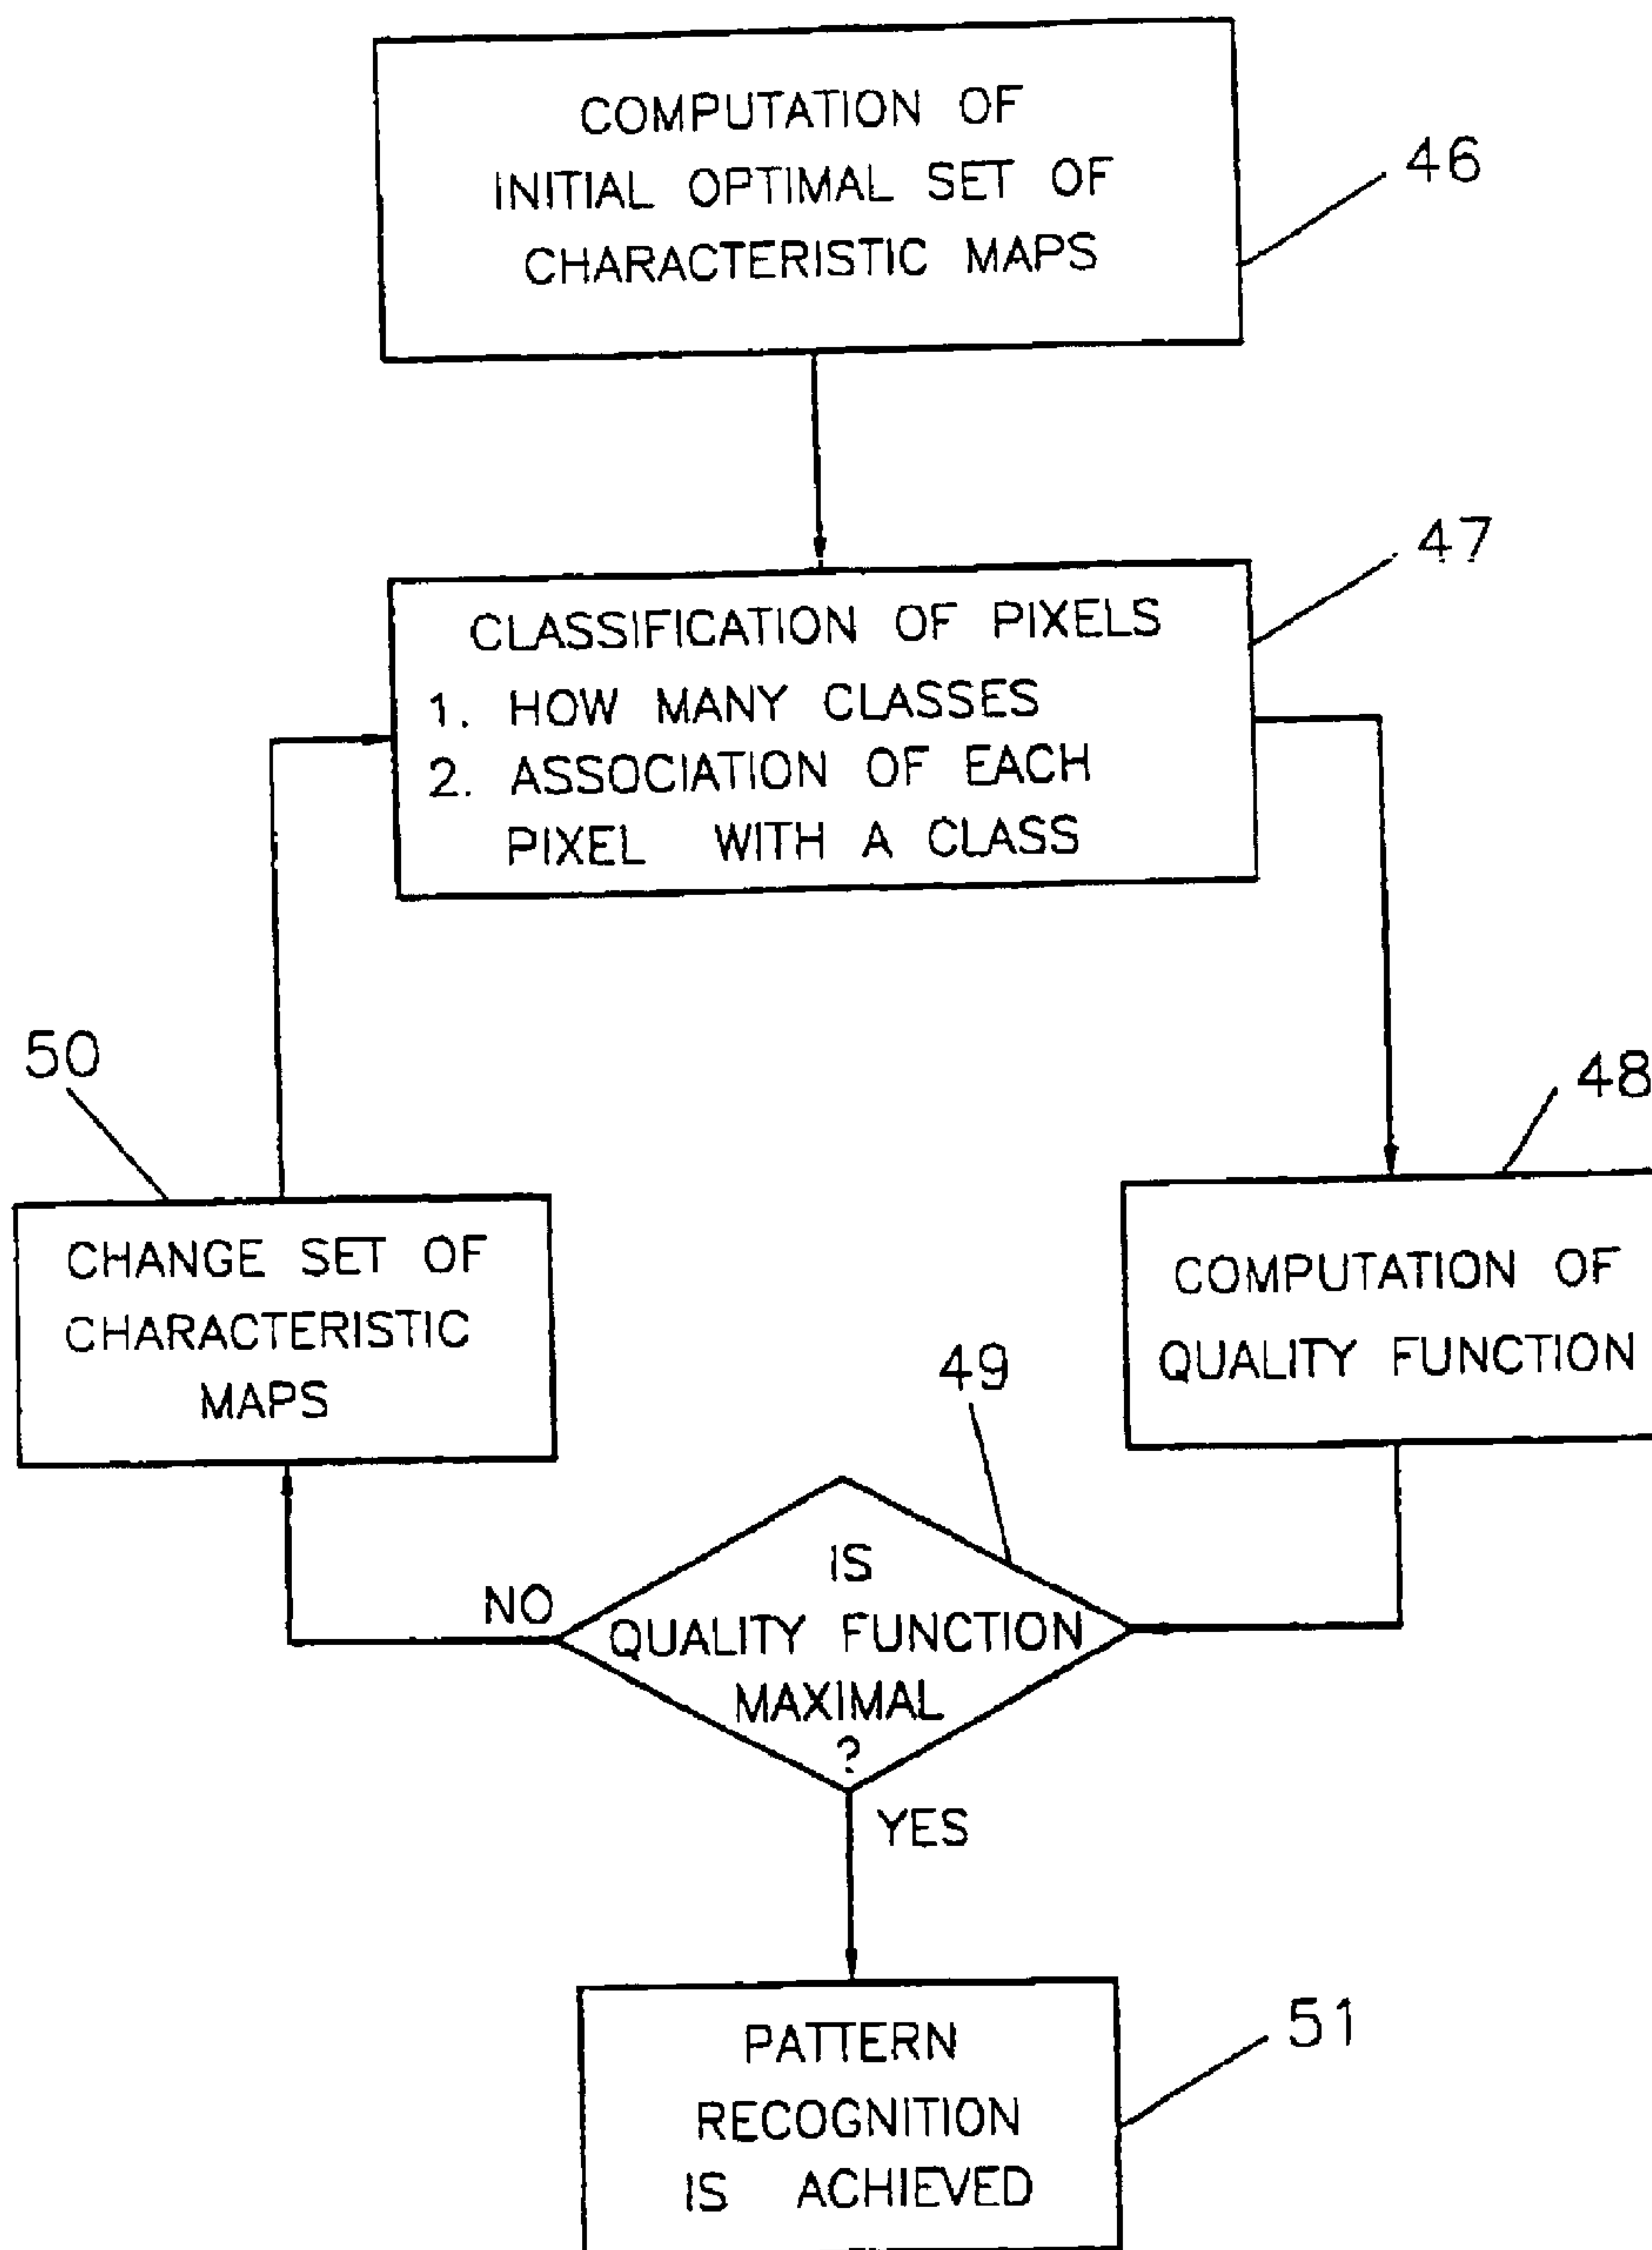 COMPUTATION OF
INITIAL OPTIMAL SET OF
CHARACTERISTIC MAPS
46
47
CLASSIFICATION OF PIXELS
1. HOW MANY CLASSES
2. ASSOCIATION OF EACH
PIXEL WITH A CLASS
50
48
CHANGE SET OF
CHARACTERISTIC
MAPS
COMPUTATION OF
QUALITY FUNCTION
49
NO
IS
QUALITY FUNCTION
MAXIMAL
?
YES
51
PATTERN
RECOGNITION
IS ACHIEVED